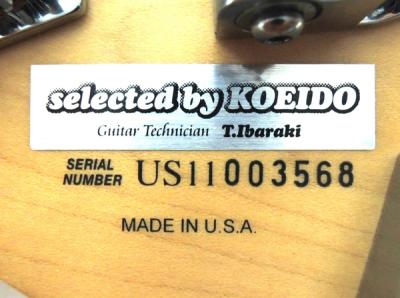 selected by KOEIDO
Guitar Technician T.Ibaraki
SERIAL
NUMBER US11003568
MADE IN U.S.A.